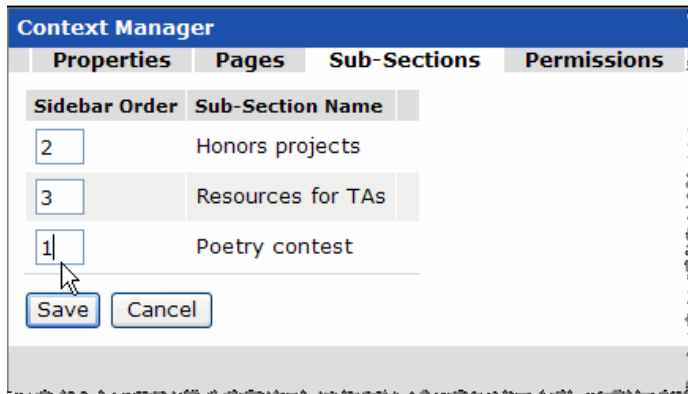 Context Manager
Properties Pages Sub-Sections Permissions
Sidebar Order Sub-Section Name
2 Honors projects
3 Resources for TAs
1 Poetry contest
Save Cancel